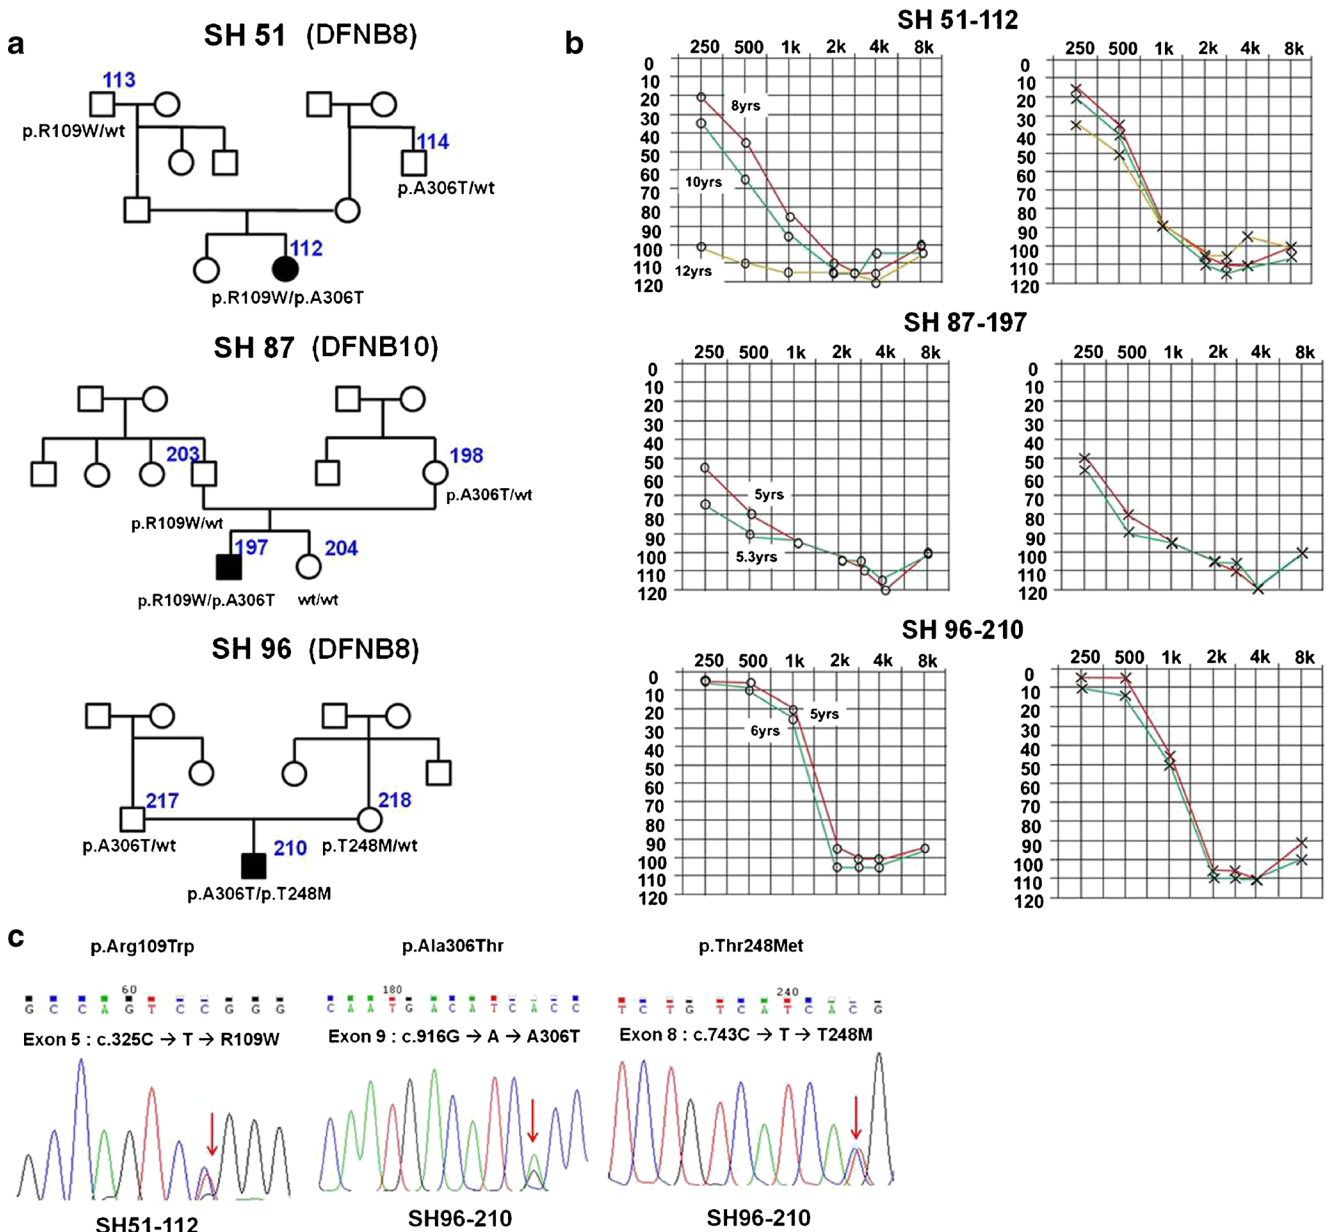 a
SH 51 (DFNB8)
113
p.R109W/wt
114
p.A306T/wt
112
p.R109W/p.A306T
SH 87 (DFNB10)
203
198
p.A306T/wt
p.R109W/wt
197
204
p.R109W/p.A306T
wt/wt
SH 96 (DFNB8)
217
218
p.A306T/wt
210
p.T248M/wt
p.A306T/p.T248M
b
SH 51-112
250 500 1k 2k 4k 8k
0
10
20
30
40
50
60
70
80
90
100
110
120
8yrs
10yrs
12yrs
250 500 1k 2k 4k 8k
0
10
20
30
40
50
60
70
80
90
100
110
120
SH 87-197
250 500 1k 2k 4k 8k
0
10
20
30
40
50
60
70
80
90
100
110
120
5yrs
5.3yrs
250 500 1k 2k 4k 8k
0
10
20
30
40
50
60
70
80
90
100
110
120
SH 96-210
250 500 1k 2k 4k 8k
0
10
20
30
40
50
60
70
80
90
100
110
120
5yrs
6yrs
250 500 1k 2k 4k 8k
0
10
20
30
40
50
60
70
80
90
100
110
120
c
p.Arg109Trp
60
G C C A G T C C G G G
Exon 5 : c.325C → T → R109W
SH51-112
p.Ala306Thr
180
C A A T G A C A T C A C C
Exon 9 : c.916G → A → A306T
SH96-210
p.Thr248Met
240
T C T G T C A T C A C G
Exon 8 : c.743C → T → T248M
SH96-210